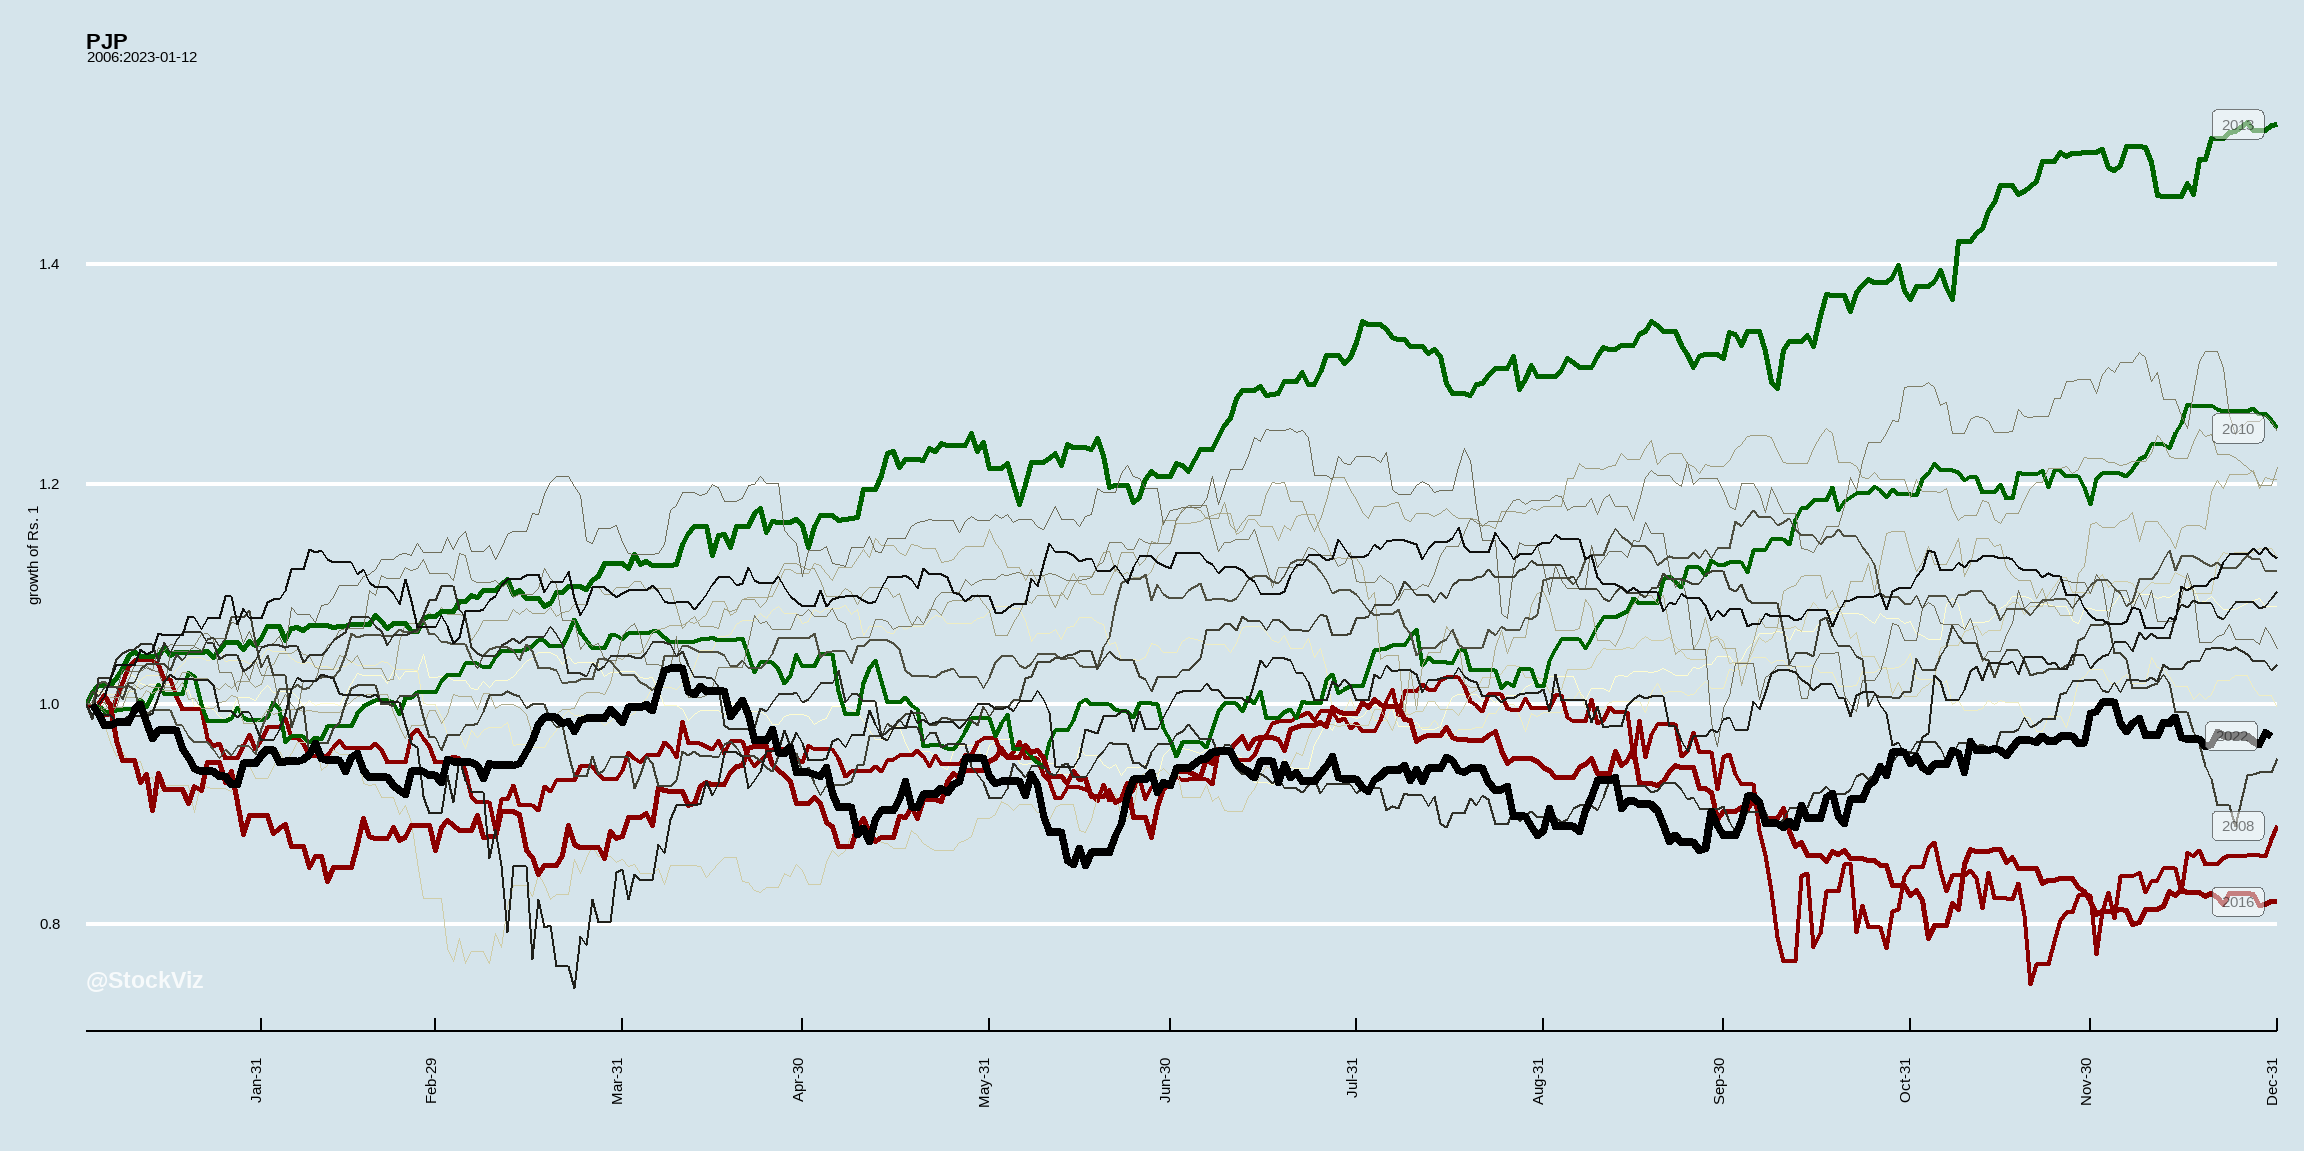 PJP
2006:2023-01-12
growth of Rs. 1
1.4
1.2
1.0
0.8
2013
2010
2022
2008
2016
@StockViz
Jan-31
Feb-29
Mar-31
Apr-30
May-31
Jun-30
Jul-31
Aug-31
Sep-30
Oct-31
Nov-30
Dec-31